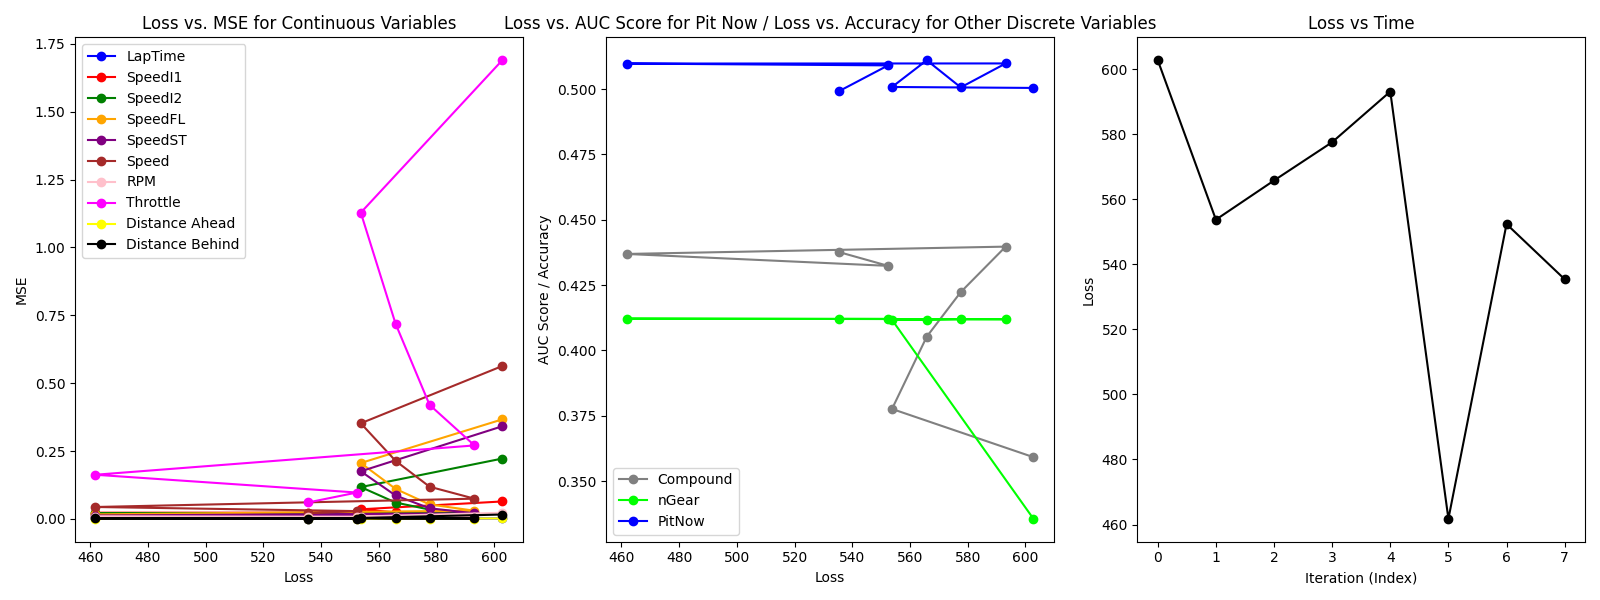 Loss vs. MSE for Continuous Variables
MSE
1.75
1.50
1.25
1.00
0.75
0.50
0.25
0.00
LapTime
SpeedI1
SpeedI2
SpeedFL
SpeedST
Speed
RPM
Throttle
Distance Ahead
Distance Behind
460 480 500 520 540 560 580 600
Loss
Loss vs. AUC Score for Pit Now / Loss vs. Accuracy for Other Discrete Variables
AUC Score / Accuracy
0.500
0.475
0.450
0.425
0.400
0.375
0.350
Compound
nGear
PitNow
460 480 500 520 540 560 580 600
Loss
Loss vs Time
Loss
600
580
560
540
520
500
480
460
0 1 2 3 4 5 6 7
Iteration (Index)